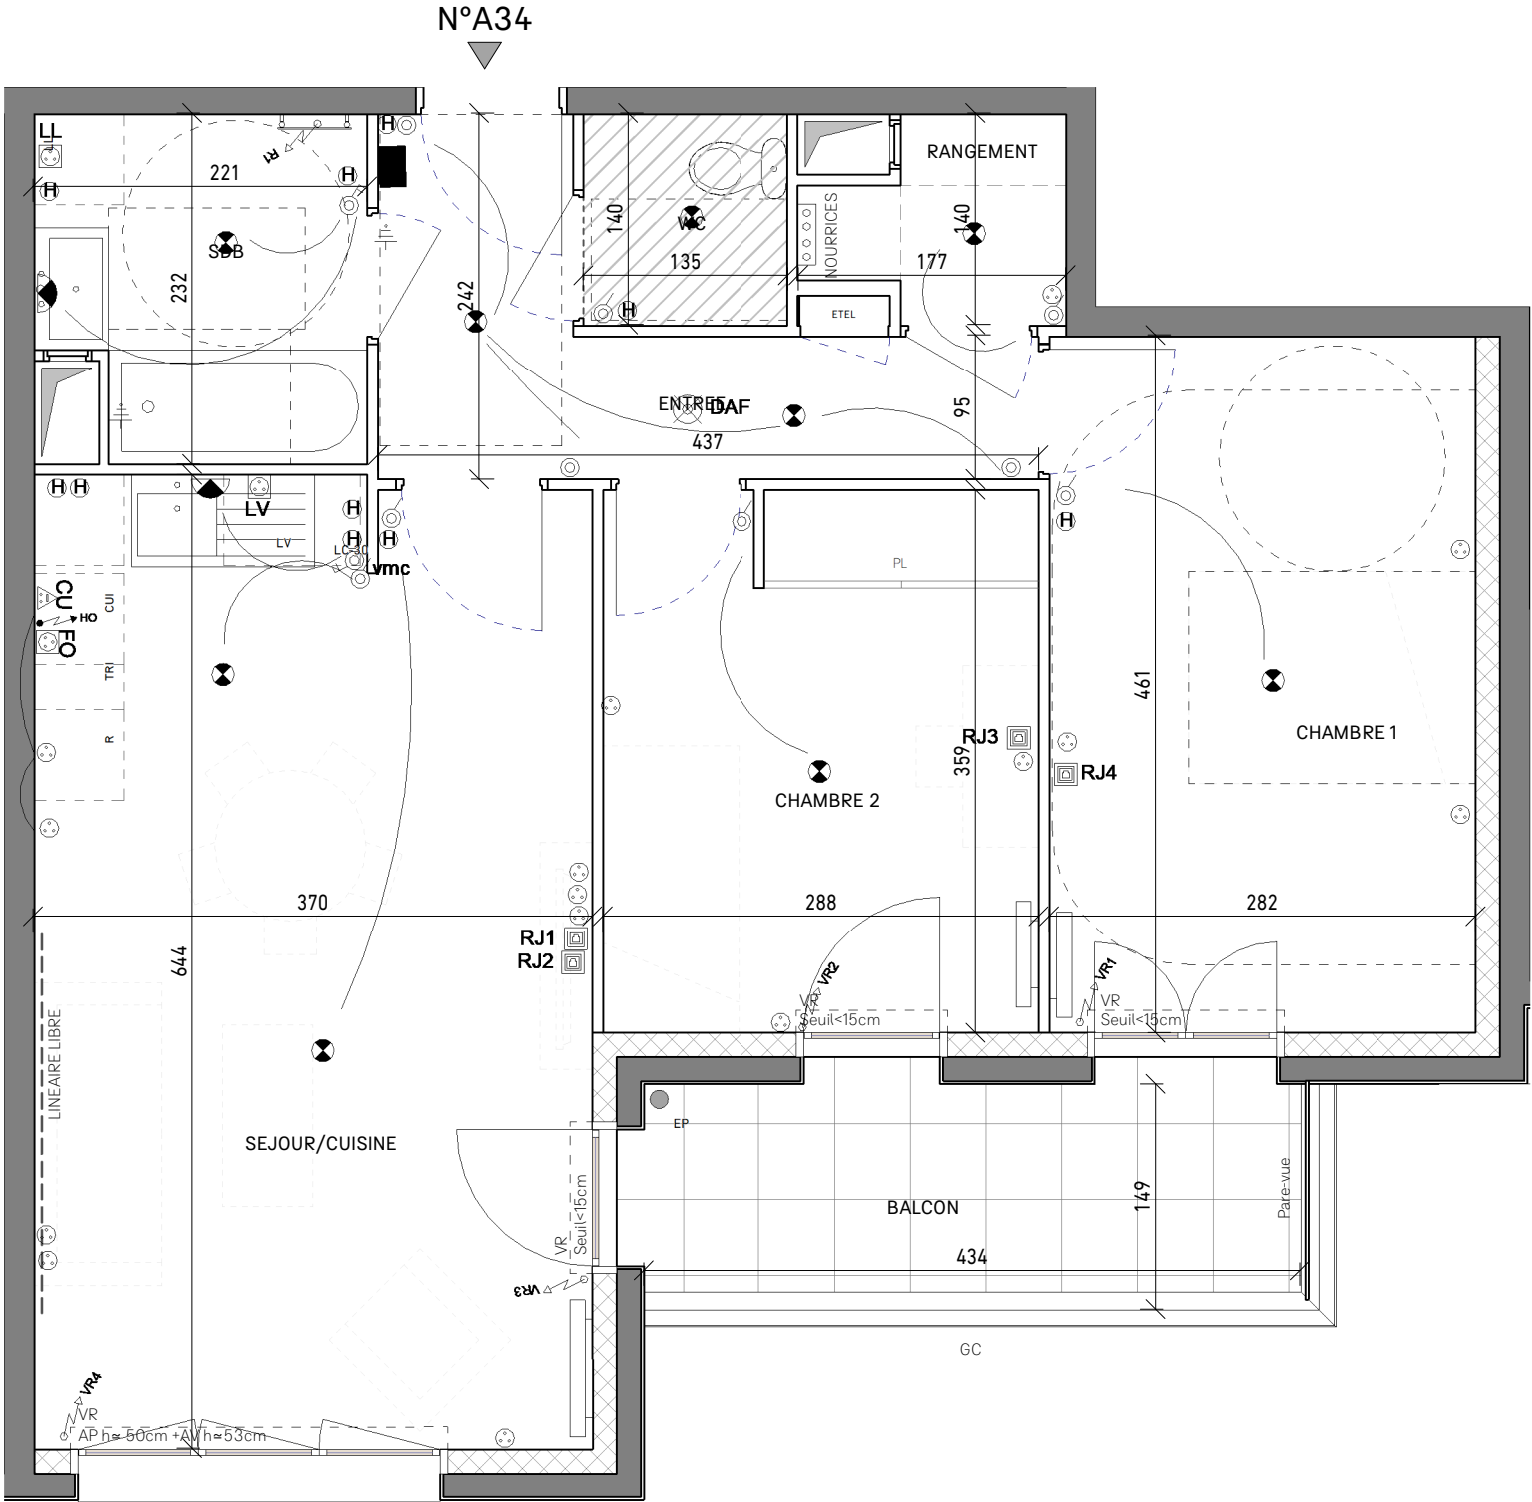 N°A34
LL
R1
H
H
H
221
SDB
232
242
140
WC
135
H
NOURRICES
RANGEMENT
140
177
ETEL
ENTREE
DAF
437
95
H
H
LV
LV
H
H
H
LC-30
vmc
CU
CUI
HO
FO
TRI
R
PL
H
461
CHAMBRE 1
RJ3
359
RJ4
CHAMBRE 2
370
288
282
RJ1
RJ2
644
LINEAIRE LIBRE
VR2
VR
Seuil<15cm
VR1
VR
Seuil<15cm
EP
SEJOUR/CUISINE
VR
Seuil<15cm
BALCON
149
Pare-vue
434
VR3
GC
VR4
VR
AP h≃50cm +AV h≃53cm